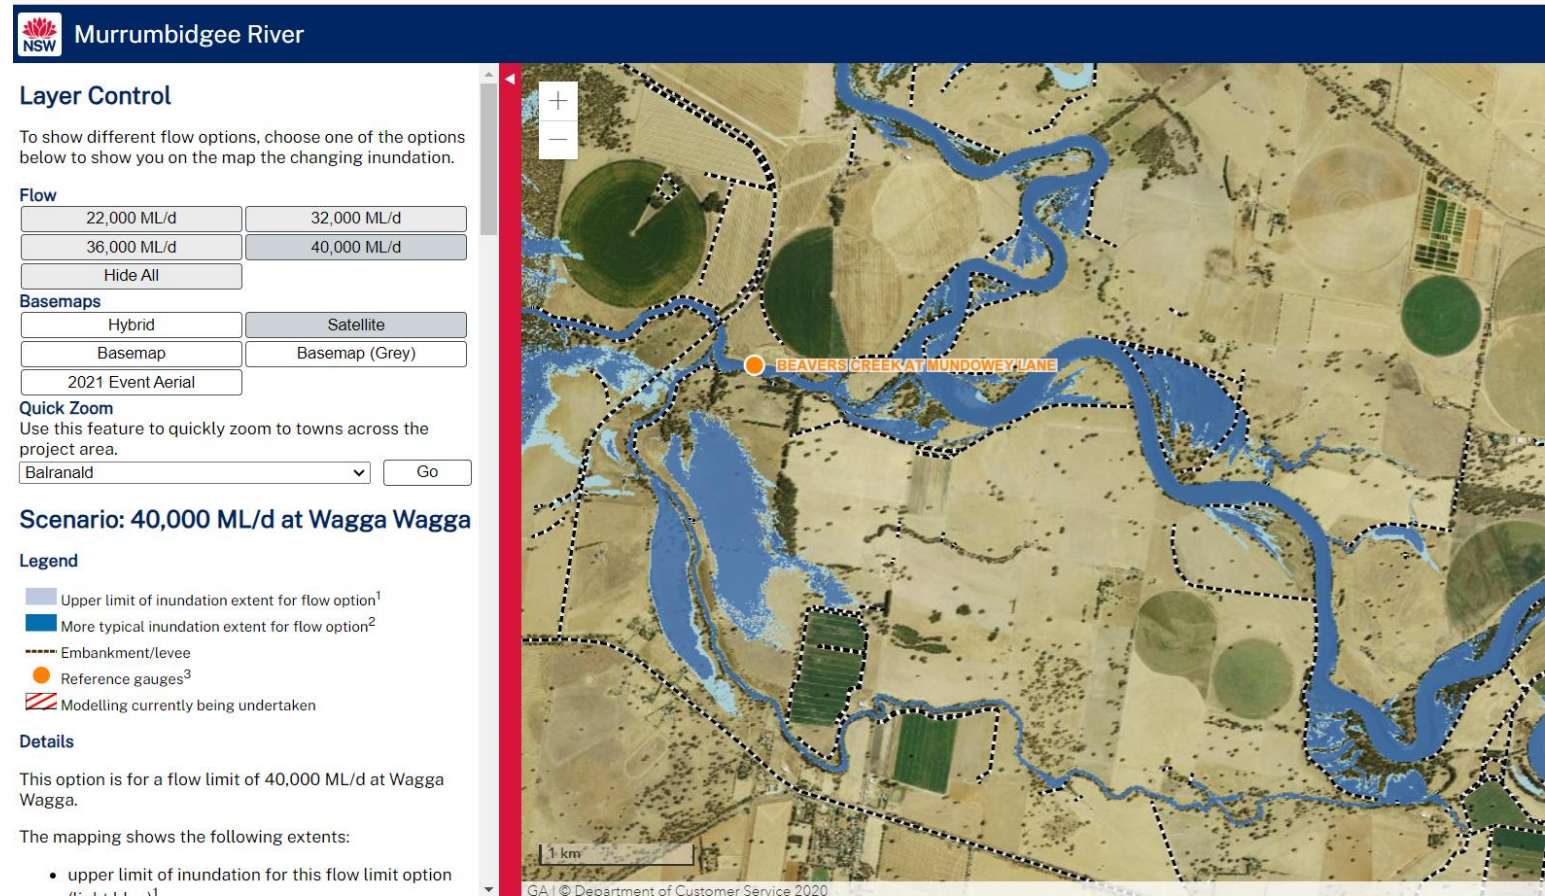 NSW
Murrumbidgee River
Layer Control
To show different flow options, choose one of the options
below to show you on the map the changing inundation.
Flow
22,000 ML/d
32,000 ML/d
36,000 ML/d
40,000 ML/d
Hide All
Basemaps
Hybrid
Satellite
Basemap
Basemap (Grey)
2021 Event Aerial
Quick Zoom
Use this feature to quickly zoom to towns across the
project area.
Balranald
Go
Scenario: 40,000 ML/d at Wagga Wagga
Legend
Upper limit of inundation extent for flow option1
More typical inundation extent for flow option2
Embankment/levee
Reference gauges3
Modelling currently being undertaken
Details
This option is for a flow limit of 40,000 ML/d at Wagga
Wagga.
The mapping shows the following extents:
• upper limit of inundation for this flow limit option
(light blue)1
+
−
BEAVERS CREEK AT MUNDOWEY LANE
1 km
GA | © Department of Customer Service 2020